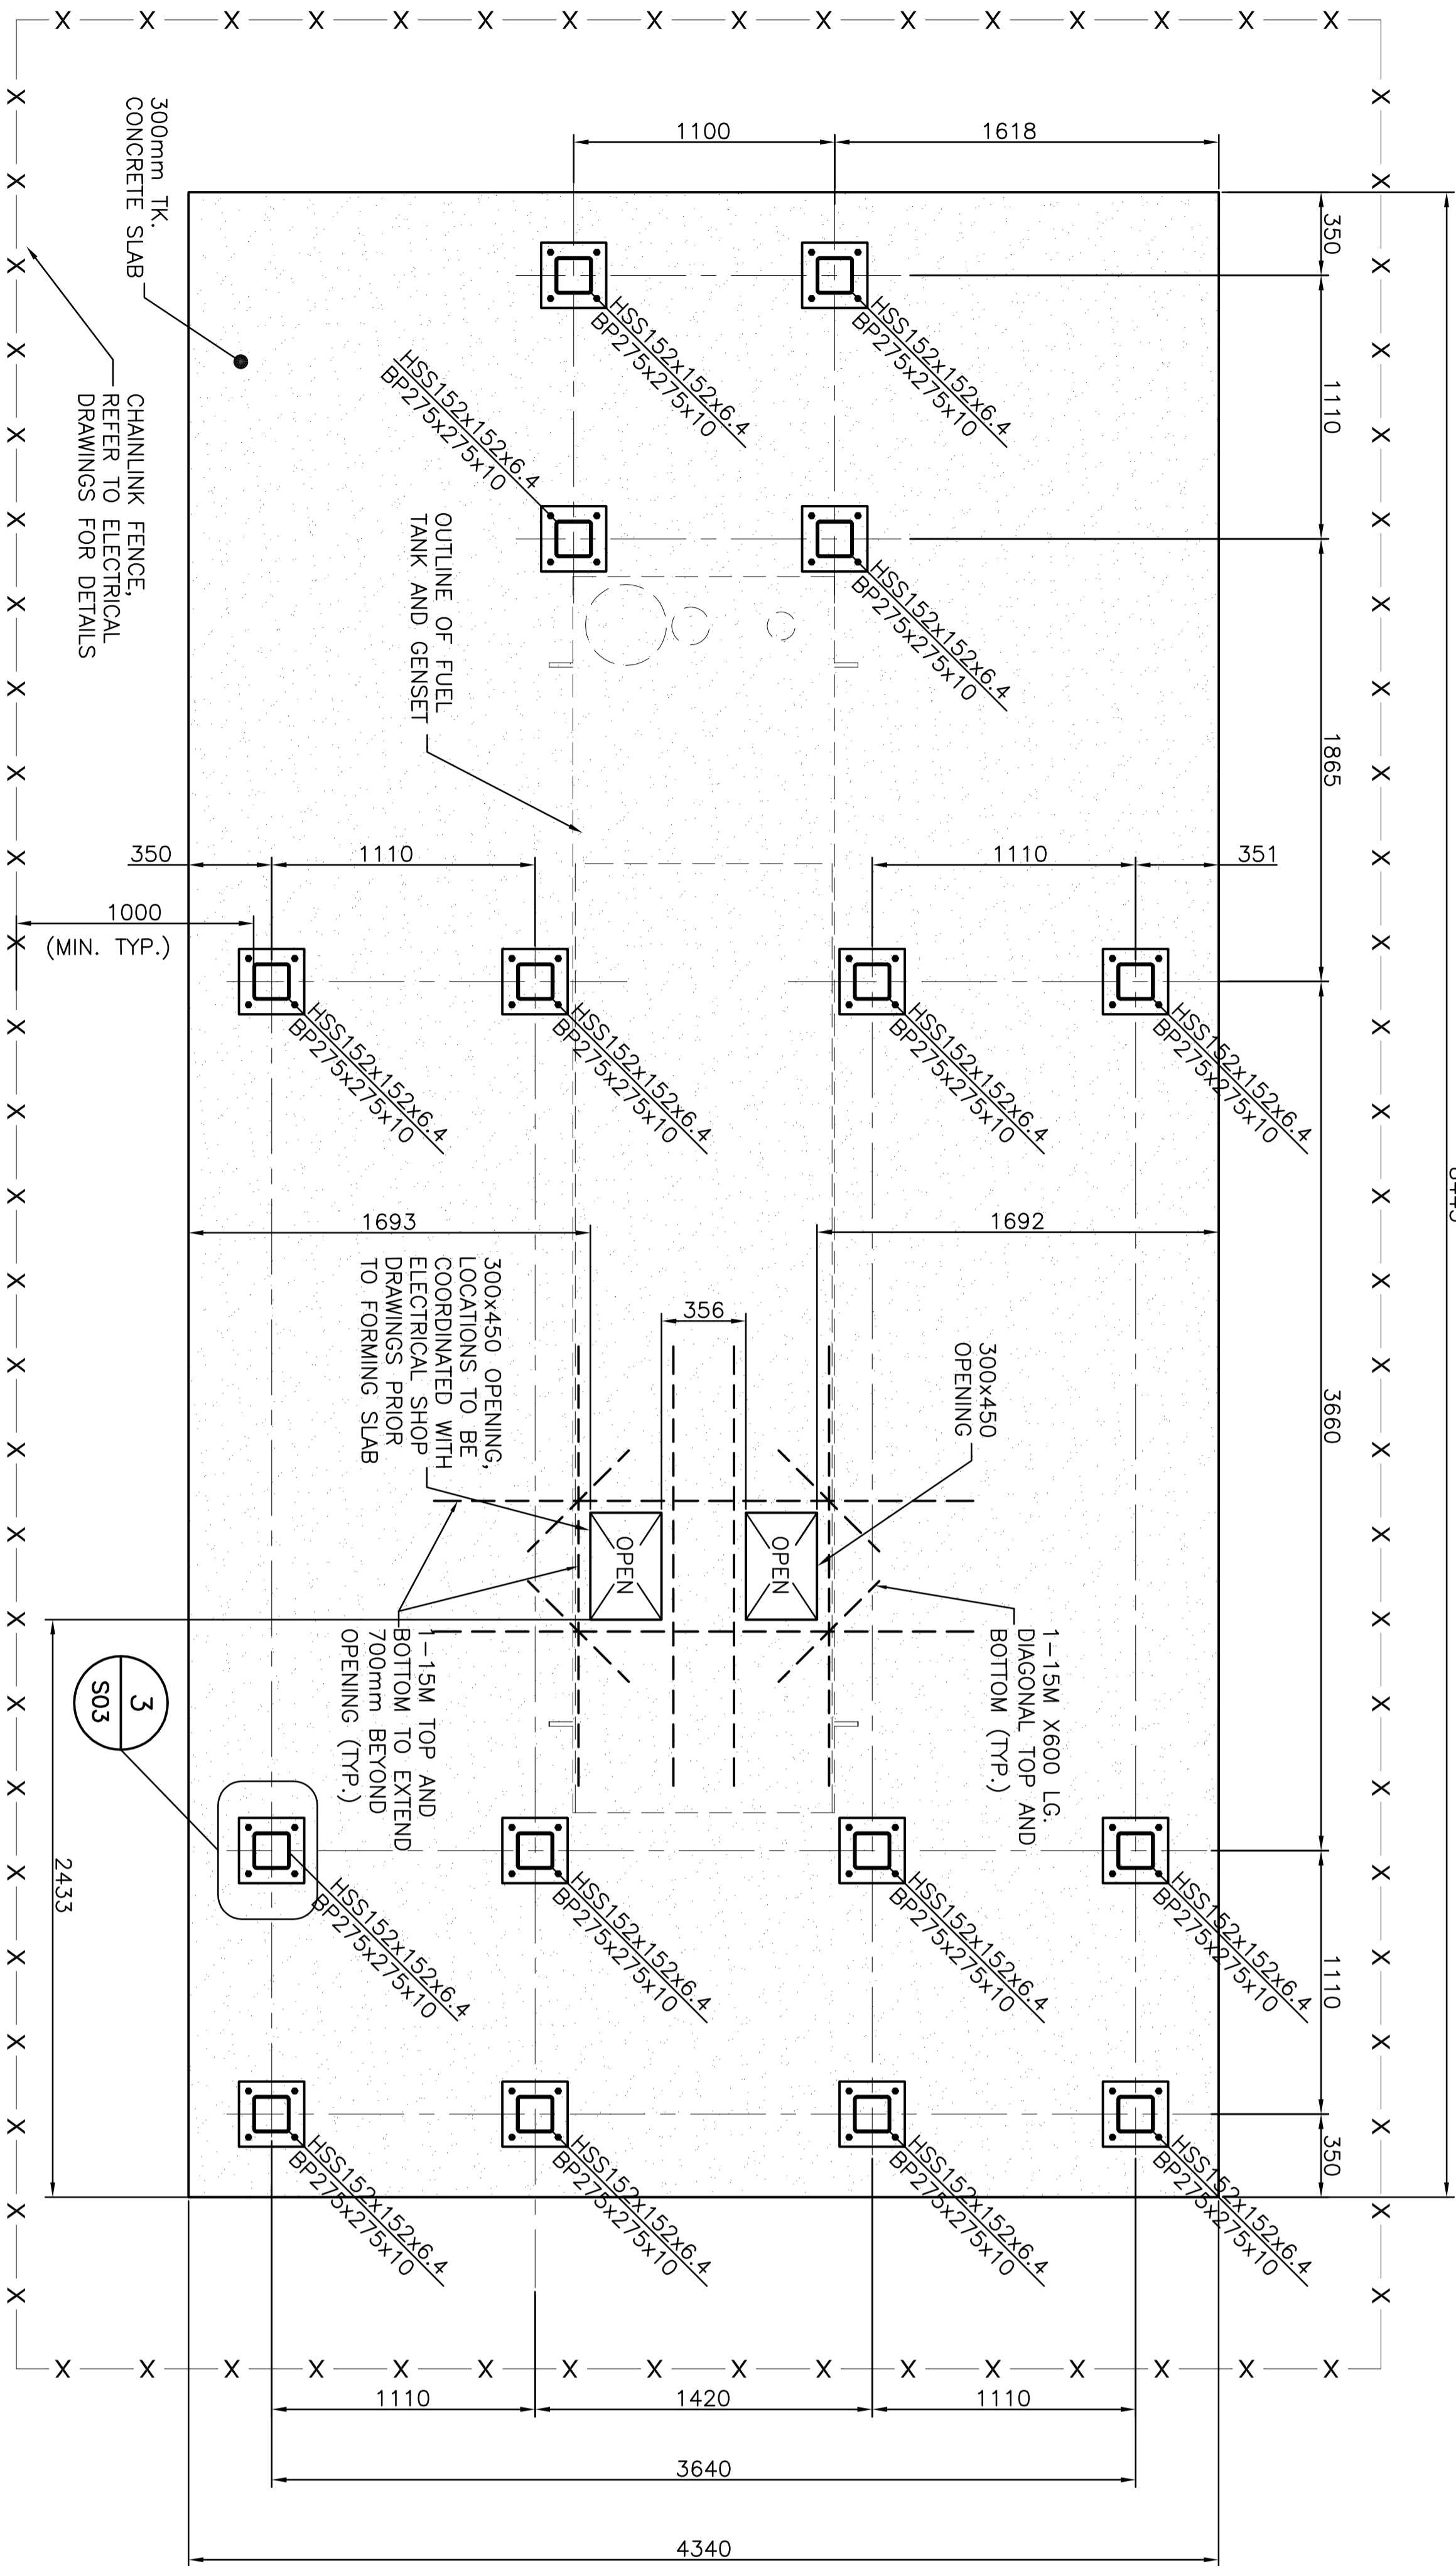 1100
1618
350
1110
1865
3660
1110
350
300mm TK.
CONCRETE SLAB
CHAINLINK FENCE,
REFER TO ELECTRICAL
DRAWINGS FOR DETAILS
HSS152x152x6.4
BP275x275x10
HSS152x152x6.4
BP275x275x10
HSS152x152x6.4
BP275x275x10
HSS152x152x6.4
BP275x275x10
OUTLINE OF FUEL
TANK AND GENSET
350
1110
1110
351
1000
(MIN. TYP.)
HSS152x152x6.4
BP275x275x10
HSS152x152x6.4
BP275x275x10
HSS152x152x6.4
BP275x275x10
HSS152x152x6.4
BP275x275x10
1693
1692
356
300x450 OPENING,
LOCATIONS TO BE
COORDINATED WITH
ELECTRICAL SHOP
DRAWINGS PRIOR
TO FORMING SLAB
300x450
OPENING
OPEN
OPEN
1-15M TOP AND
BOTTOM TO EXTEND
700mm BEYOND
OPENING (TYP.)
1-15M X600 LG.
DIAGONAL TOP AND
BOTTOM (TYP.)
3
S03
2433
HSS152x152x6.4
BP275x275x10
HSS152x152x6.4
BP275x275x10
HSS152x152x6.4
BP275x275x10
HSS152x152x6.4
BP275x275x10
HSS152x152x6.4
BP275x275x10
HSS152x152x6.4
BP275x275x10
HSS152x152x6.4
BP275x275x10
HSS152x152x6.4
BP275x275x10
1110
1420
1110
3640
4340